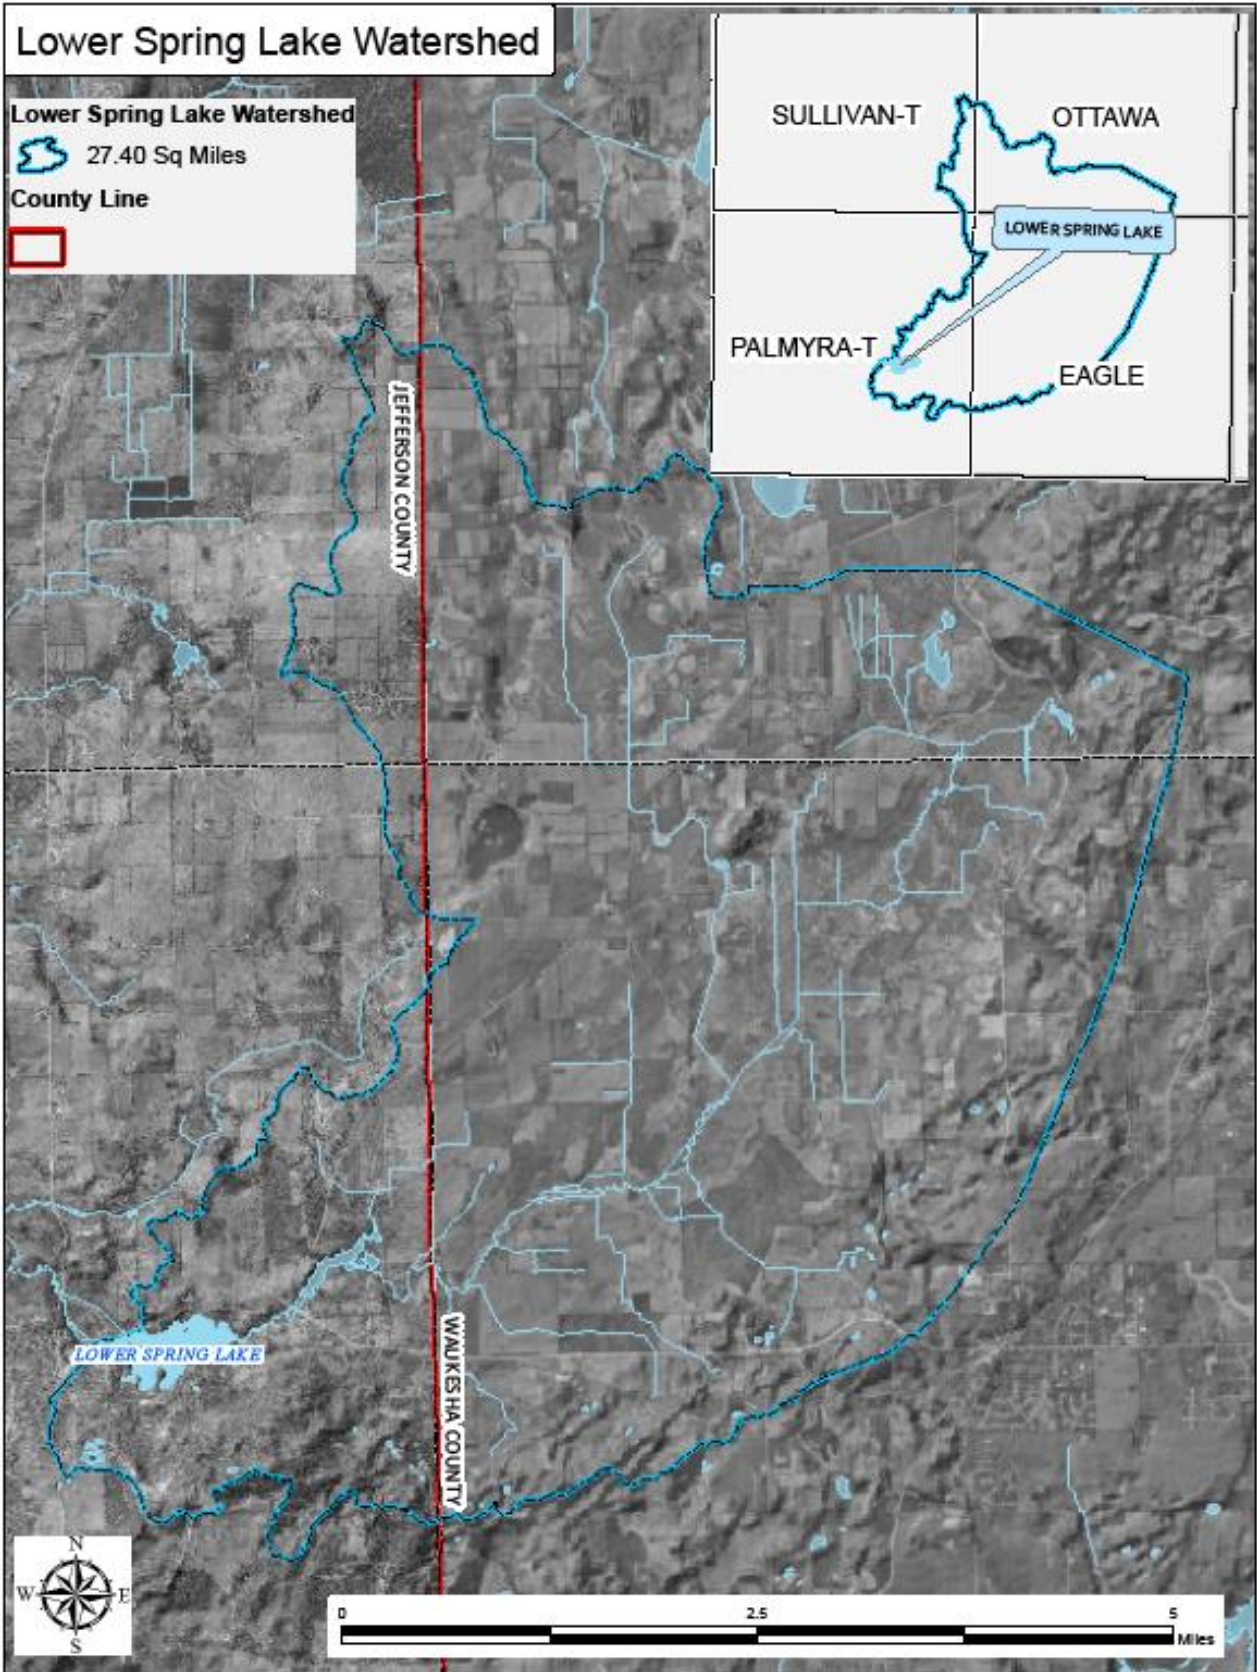 Lower Spring Lake Watershed
Lower Spring Lake Watershed
27.40 Sq Miles
County Line
SULLIVAN-T
OTTAWA
LOWER SPRING LAKE
PALMYRA-T
EAGLE
JEFFERSON COUNTY
LOWER SPRING LAKE
WAUKESHA COUNTY
N
W E
S
0 2.5 5
Miles